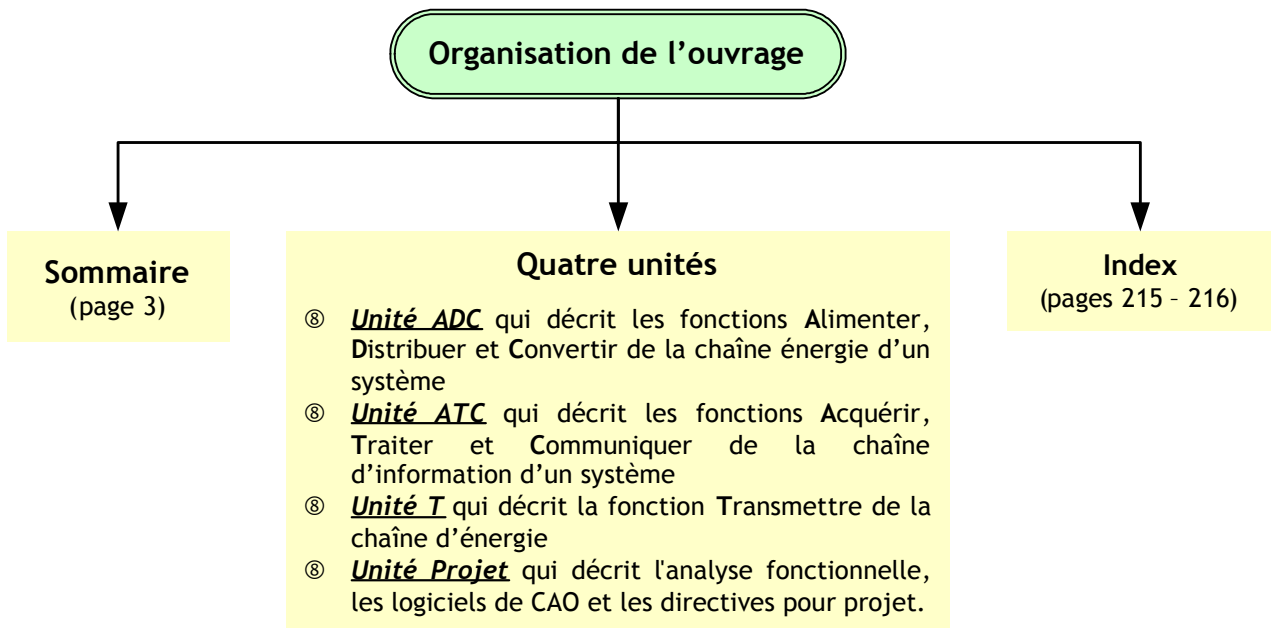 Organisation de l’ouvrage
Sommaire
(page 3)
Quatre unités
⑧ Unité ADC qui décrit les fonctions Alimenter,
Distribuer et Convertir de la chaîne énergie d’un
système
⑧ Unité ATC qui décrit les fonctions Acquérir,
Traiter et Communiquer de la chaîne
d’information d’un système
⑧ Unité T qui décrit la fonction Transmettre de la
chaîne d’énergie
⑧ Unité Projet qui décrit l'analyse fonctionnelle,
les logiciels de CAO et les directives pour projet.
Index
(pages 215 – 216)